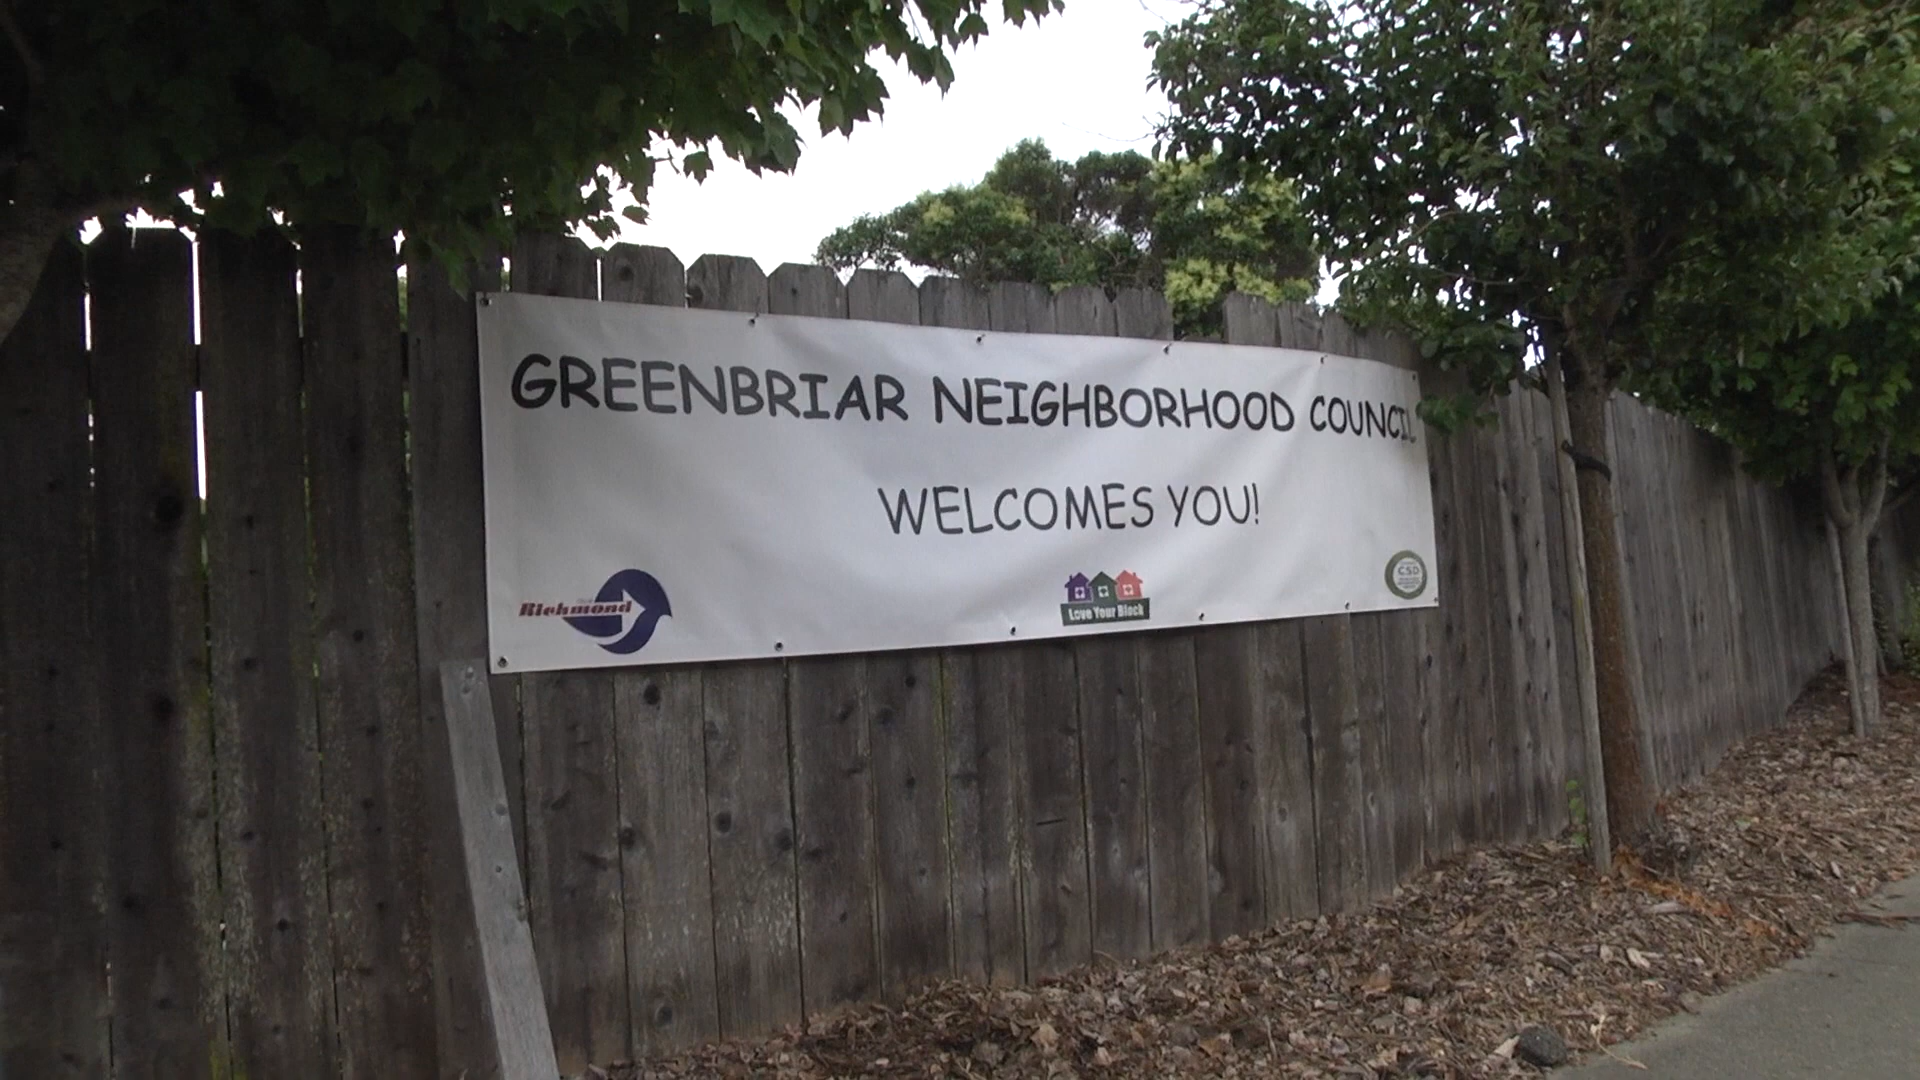 GREENBRIAR NEIGHBORHOOD COUNCIL
WELCOMES YOU!
Richmond
Love Your Block
CSD